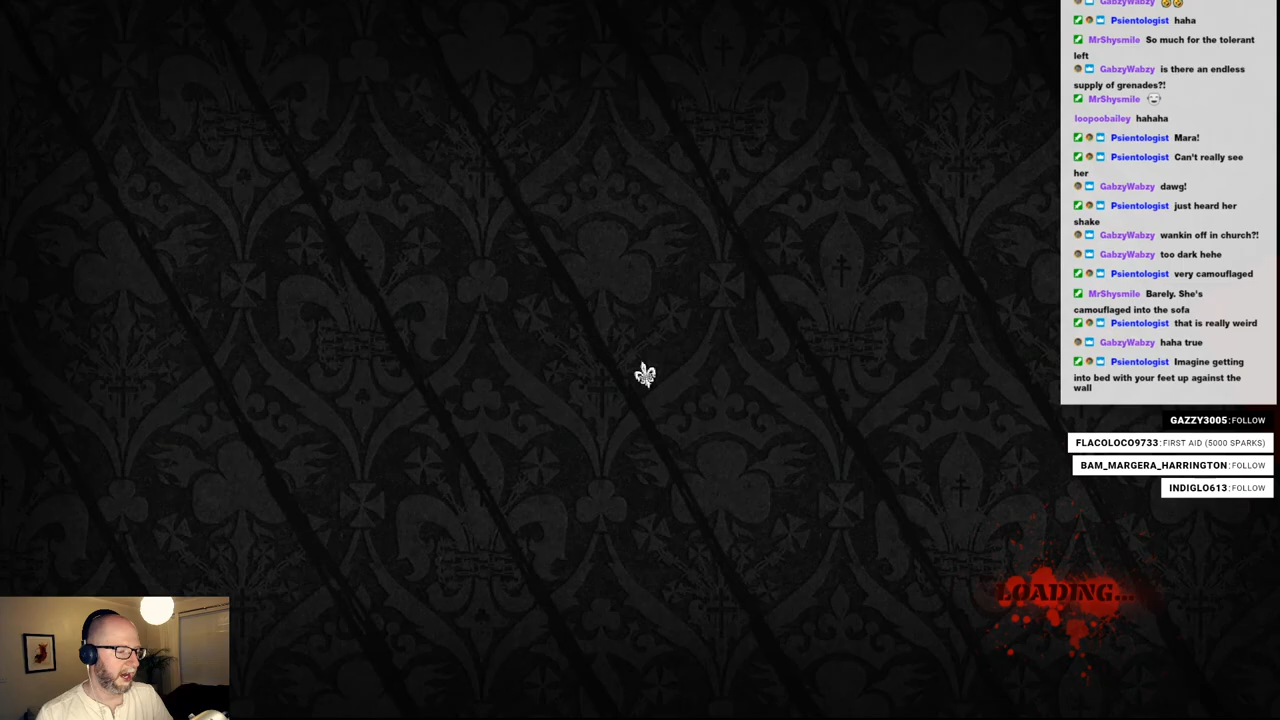 GabzyWabzy
Psientologist haha
MrShysmile So much for the tolerant
left
GabzyWabzy is there an endless
supply of grenades?!
MrShysmile
loopoobailey hahaha
Psientologist Mara!
Psientologist Can't really see
her
GabzyWabzy dawg!
Psientologist just heard her
shake
GabzyWabzy wankin off in church?!
GabzyWabzy too dark hehe
Psientologist very camouflaged
MrShysmile Barely. She's
camouflaged into the sofa
Psientologist that is really weird
GabzyWabzy haha true
Psientologist Imagine getting
into bed with your feet up against the
wall
GAZZY3005: FOLLOW
FLACOLOCO9733: FIRST AID (5000 SPARKS)
BAM_MARGERA_HARRINGTON: FOLLOW
INDIGLO613: FOLLOW
LOADING...